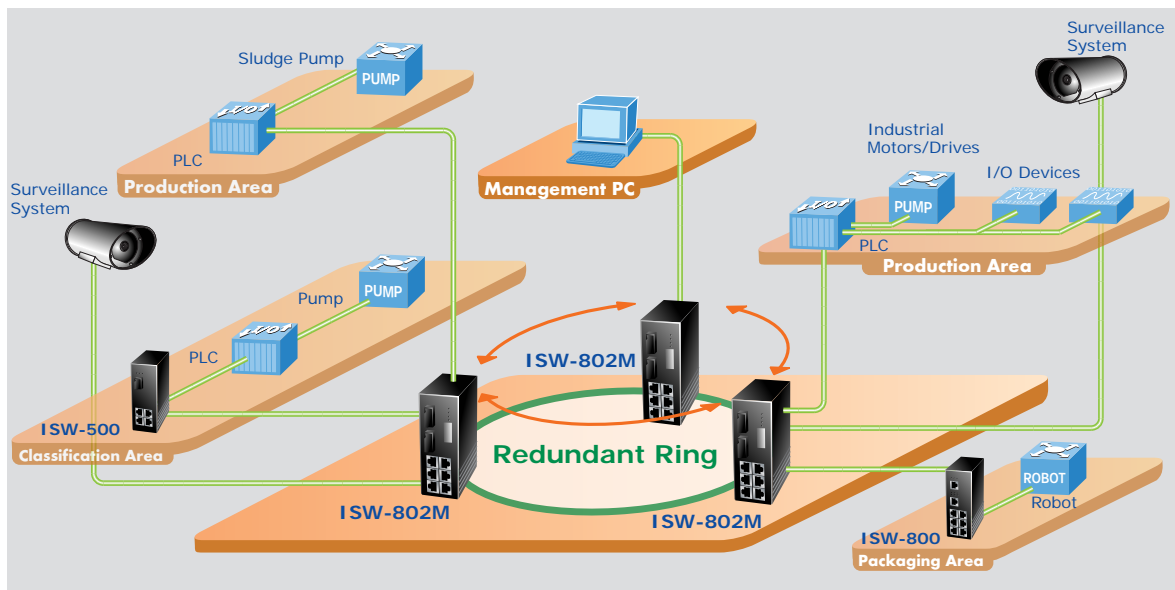 Sludge Pump
PUMP
I/O
PLC
Production Area
Surveillance
System
Management PC
Surveillance
System
Industrial
Motors/Drives
I/O Devices
PUMP
I/O
PLC
Production Area
Pump
PUMP
I/O
PLC
ISW-500
Classification Area
ISW-802M
Redundant Ring
ISW-802M
ISW-802M
ROBOT
Robot
ISW-800
Packaging Area